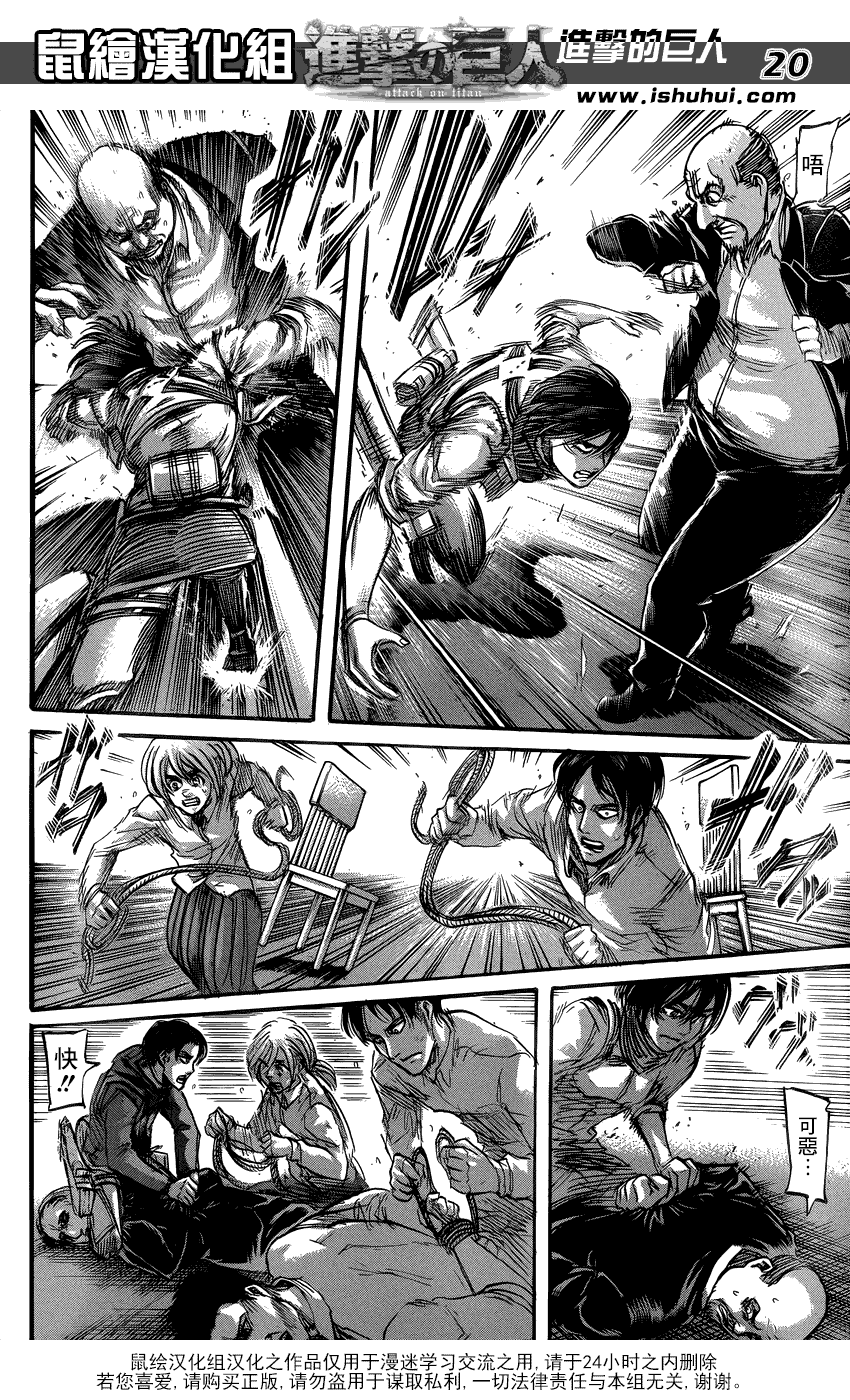 鼠繪漢化組 進撃の巨人 進擊的巨人 20
attack on titan
www.ishuhui.com
唔
快!!
可惡…
鼠绘汉化组汉化之作品仅用于漫迷学习交流之用, 请于24小时之内删除
若您喜爱, 请购买正版, 请勿盗用于谋取私利, 一切法律责任与本组无关, 谢谢。